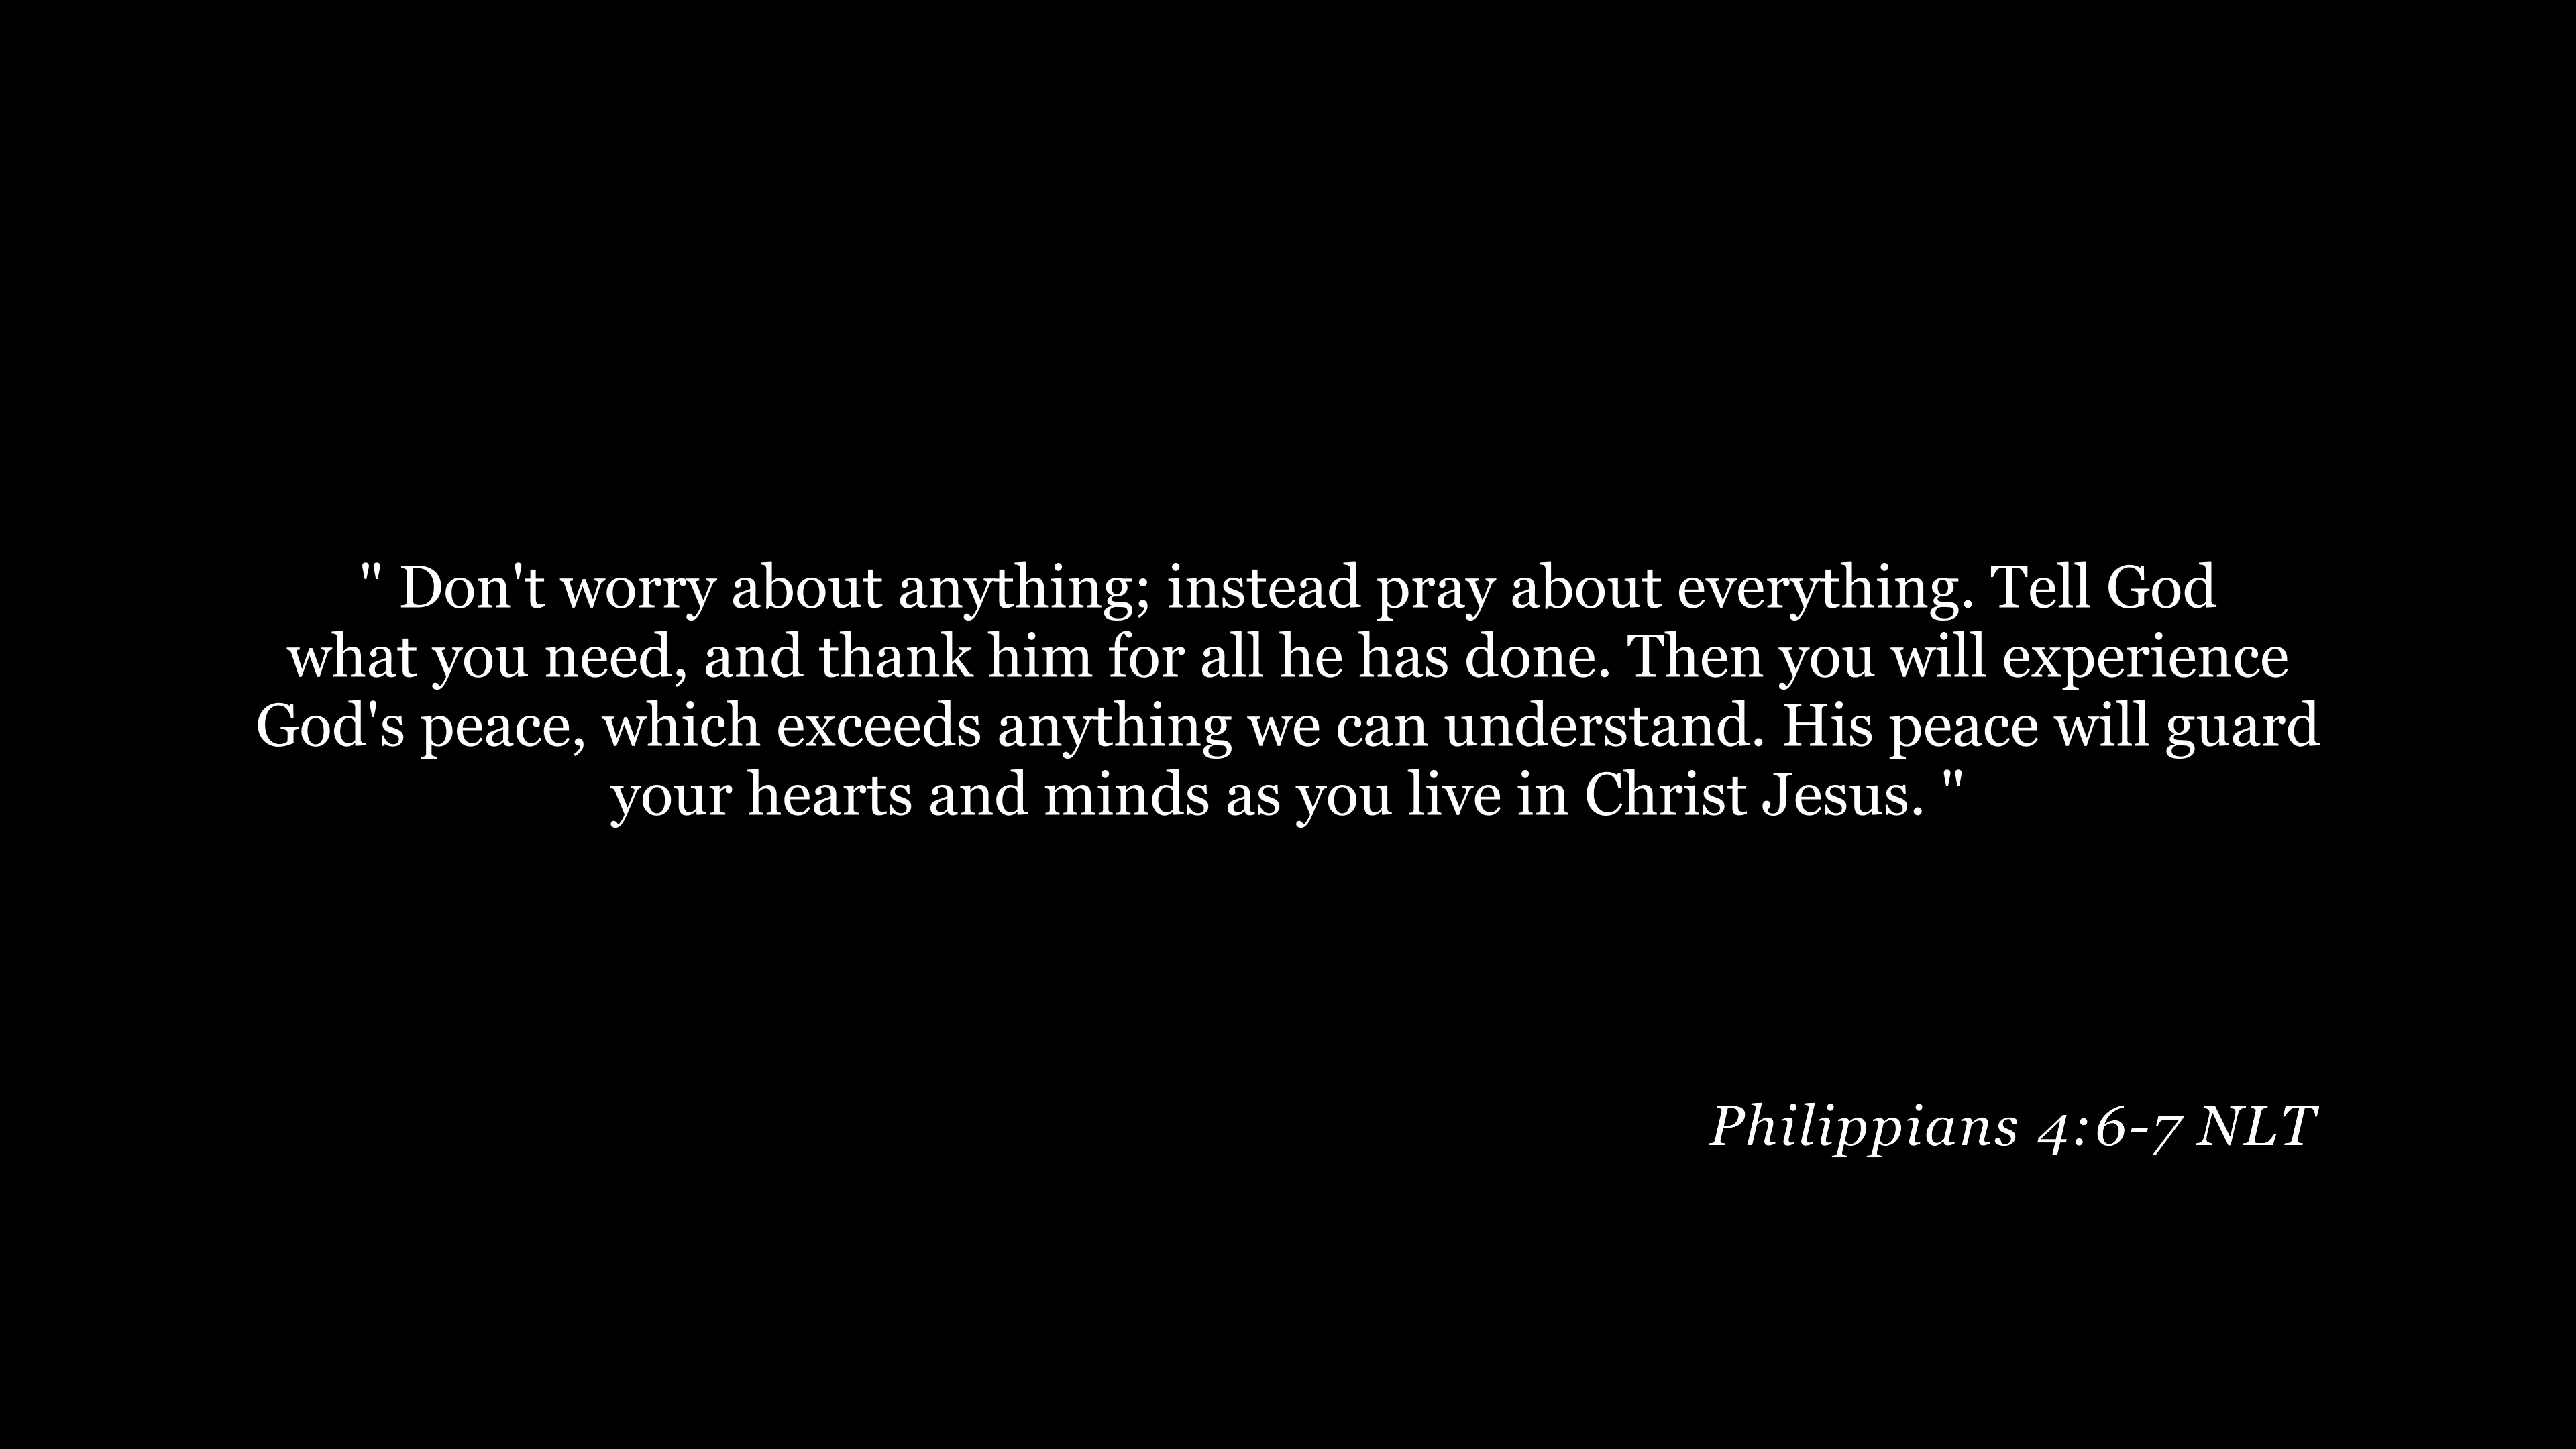 " Don't worry about anything; instead pray about everything. Tell God
what you need, and thank him for all he has done. Then you will experience
God's peace, which exceeds anything we can understand. His peace will guard
your hearts and minds as you live in Christ Jesus. "
Philippians 4:6-7 NLT